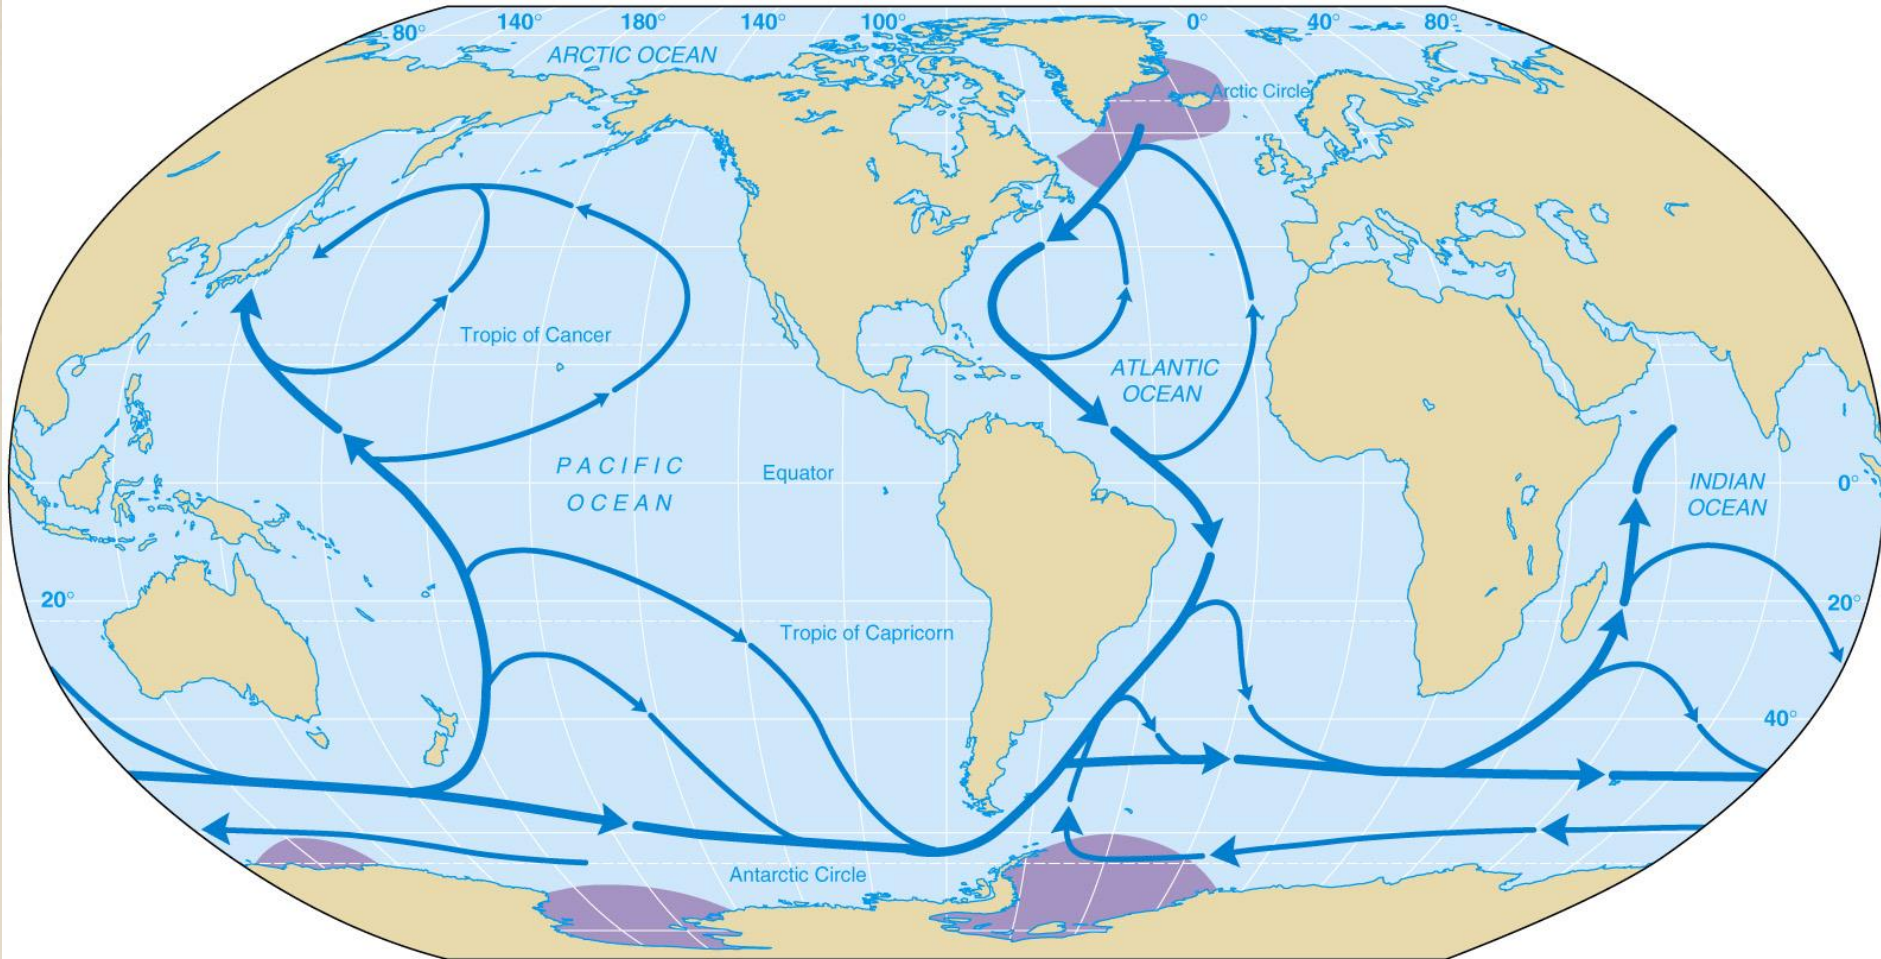 140°
180°
140°
100°
0°
40°
80°
80°
ARCTIC OCEAN
Arctic Circle
Tropic of Cancer
ATLANTIC
OCEAN
PACIFIC
OCEAN
Equator
INDIAN
OCEAN
0°
20°
20°
Tropic of Capricorn
40°
Antarctic Circle